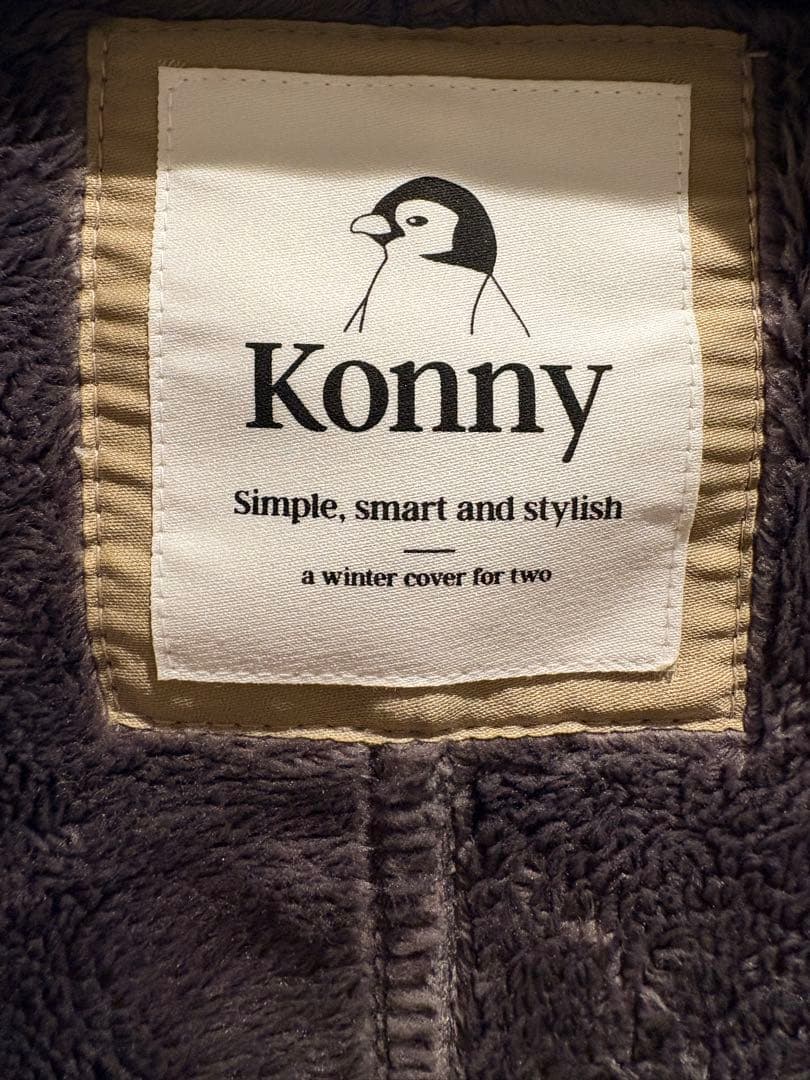 Konny
Simple, smart and stylish
a winter cover for two